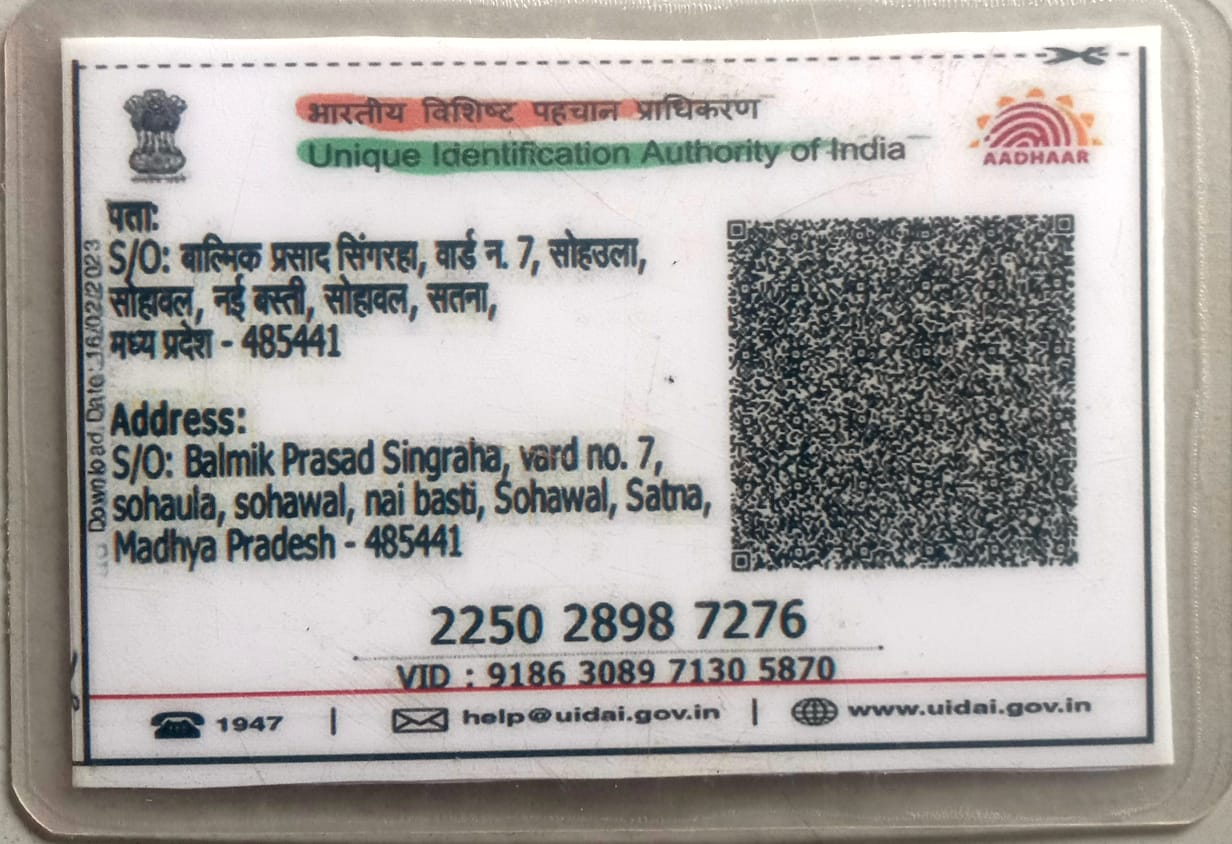 भारतीय विशिष्ट पहचान प्राधिकरण
Unique Identification Authority of India
AADHAAR
पता:
S/O: बाल्मिक प्रसाद सिंगरहा, वार्ड न. 7, सोहउला,
सोहावल, नई बस्ती, सोहावल, सतना,
मध्य प्रदेश - 485441
Download Date: 16/02/2023
Address:
S/O: Balmik Prasad Singraha, vard no. 7,
sohaula, sohawal, nai basti, Sohawal, Satna,
Madhya Pradesh - 485441
2250 2898 7276
VID : 9186 3089 7130 5870
1947 | help@uidai.gov.in | www.uidai.gov.in